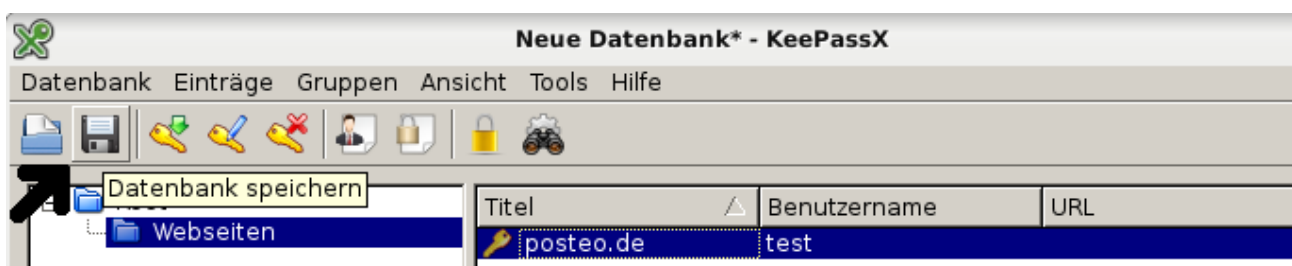 Neue Datenbank* - KeePassX
Datenbank Einträge Gruppen Ansicht Tools Hilfe
Datenbank speichern
Titel Benutzername URL
Webseiten
posteo.de test